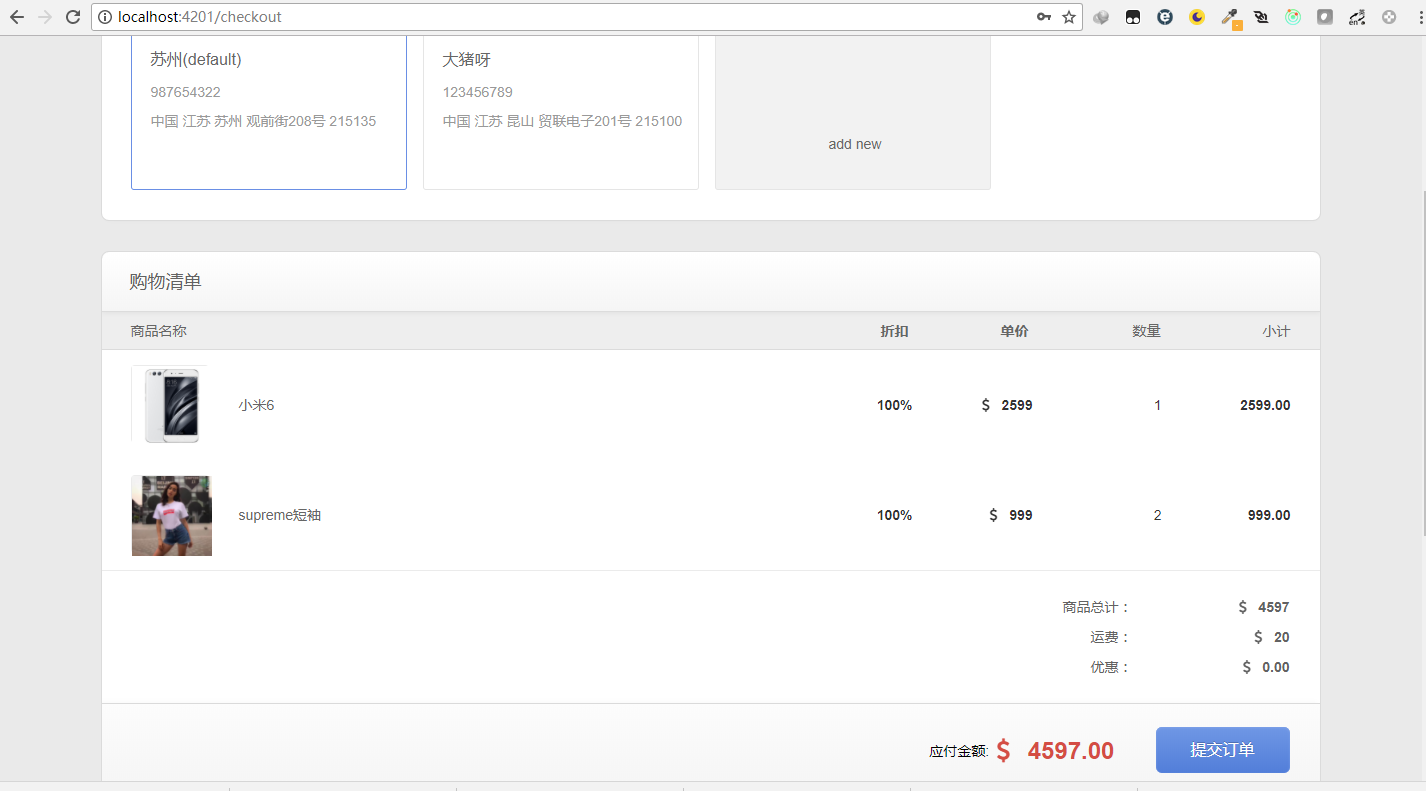 localhost:4201/checkout
苏州(default)
987654322
中国 江苏 苏州 观前街208号 215135
大猪呀
123456789
中国 江苏 昆山 贸联电子201号 215100
add new
购物清单
商品名称 折扣 单价 数量 小计
小米6 100% $ 2599 1 2599.00
supreme短袖 100% $ 999 2 999.00
商品总计： $ 4597
运费： $ 20
优惠： $ 0.00
应付金额: $ 4597.00 提交订单